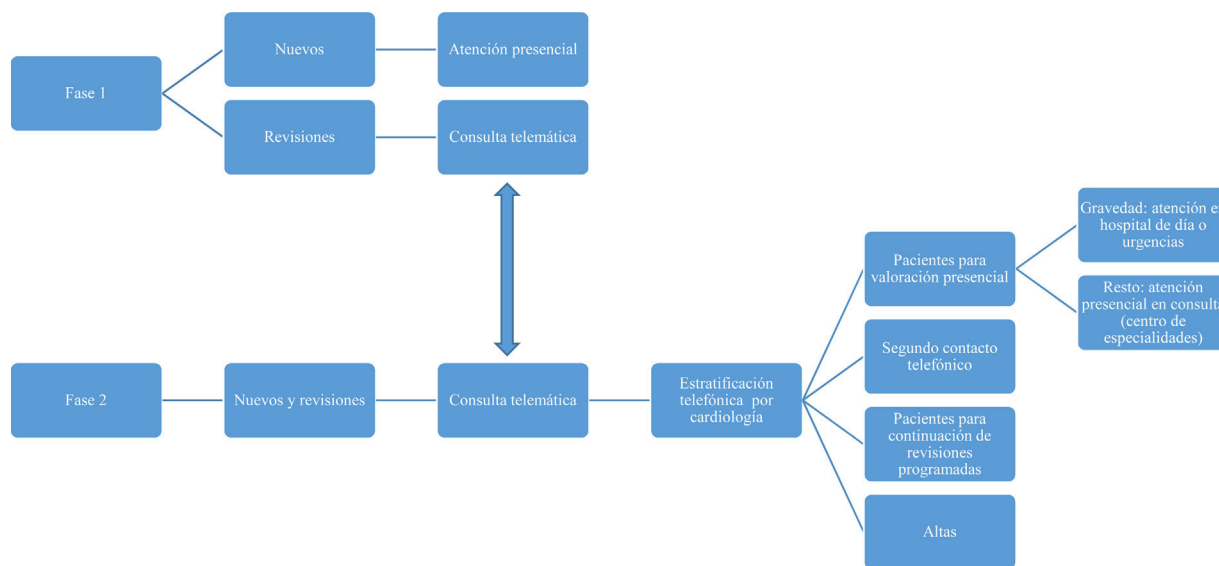 Nuevos
Atención presencial
Fase 1
Revisiones
Consulta telemática
Gravedad: atención e
hospital de día o
urgencias
Pacientes para
valoración presencial
Resto: atención
presencial en consult
(centro de
especialidades)
Segundo contacto
telefónico
Fase 2
Nuevos y revisiones
Consulta telemática
Estratificación
telefónica por
cardiología
Pacientes para
continuación de
revisiones
programadas
Altas